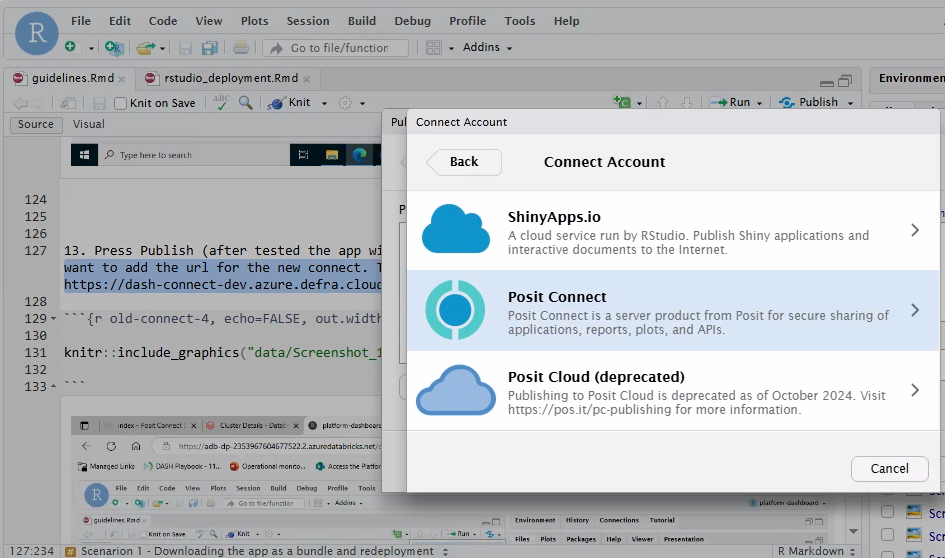 File Edit Code View Plots Session Build Debug Profile Tools Help
R
Go to file/function Addins
guidelines.Rmd rstudio_deployment.Rmd Environmen
Knit on Save ABC Knit Run Publish
Source Visual
Pul Connect Account
Type here to search
Back Connect Account
124
125
126
127 13. Press Publish (after tested the app wi
want to add the url for the new connect. T
https://dash-connect-dev.azure.defra.cloud
128
129 ```{r old-connect-4, echo=FALSE, out.width
130
131 knitr::include_graphics("data/Screenshot_1
132
133 ```
P
ShinyApps.io
A cloud service run by RStudio. Publish Shiny applications and
interactive documents to the Internet.
Posit Connect
Posit Connect is a server product from Posit for secure sharing of
applications, reports, plots, and APIs.
Posit Cloud (deprecated)
Publishing to Posit Cloud is deprecated as of October 2024. Visit
https://pos.it/pc-publishing for more information.
Cancel
index – Posit Connect Cluster Details - Datab platform-dashboard
https://adb-dp-2353967604677522.2.azuredatabricks.net/
Managed Links DASH Playbook - 11... Operational monito... Access the Platfor
R File Edit Code View Plots Session Build Debug Profile Tools
Go to file/function Addins platform-dashboard
guidelines.Rmd Environment History Connections Tutorial
Knit on Save Knit Run Files Plots Packages Help Viewer Presentation
Scr
Scr
127:234 Scenarion 1 - Downloading the app as a bundle and redeployment R Markdown Scr